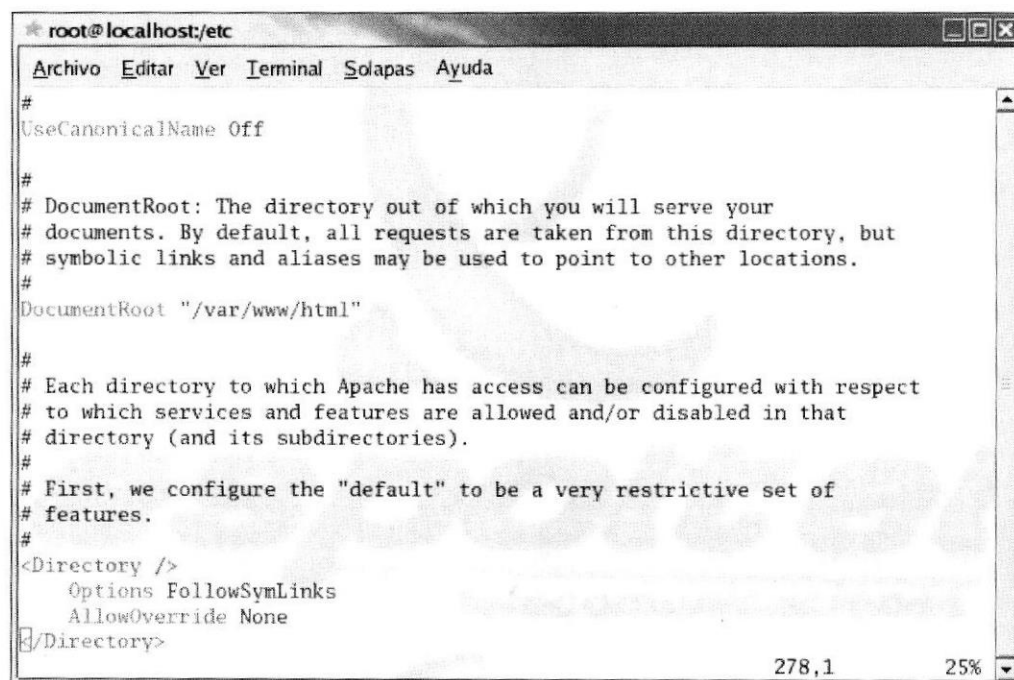 root@localhost:/etc
Archivo Editar Ver Terminal Solapas Ayuda
#
UseCanonicalName Off
#
# DocumentRoot: The directory out of which you will serve your
# documents. By default, all requests are taken from this directory, but
# symbolic links and aliases may be used to point to other locations.
#
DocumentRoot "/var/www/html"
#
# Each directory to which Apache has access can be configured with respect
# to which services and features are allowed and/or disabled in that
# directory (and its subdirectories).
#
# First, we configure the "default" to be a very restrictive set of
# features.
#
<Directory />
    Options FollowSymLinks
    AllowOverride None
</Directory>
278,1 25%